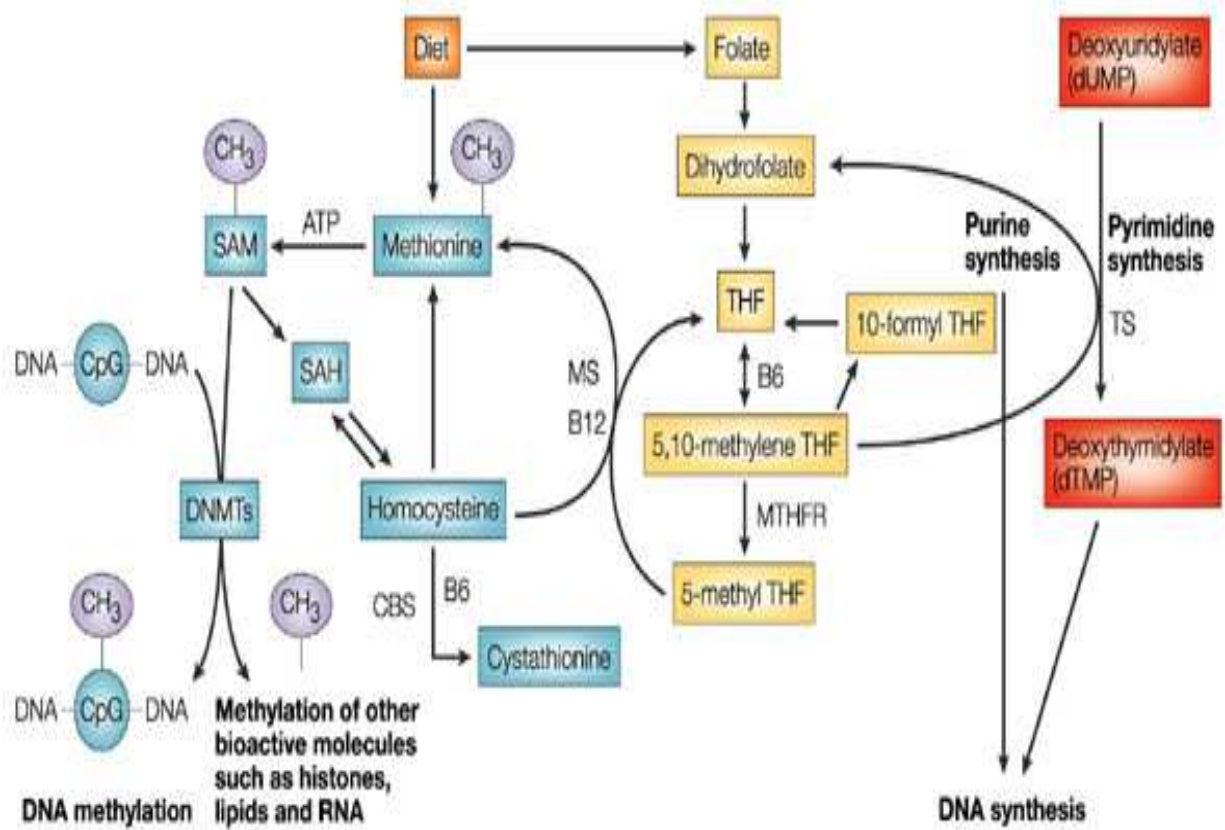 Diet
Folate
Deoxyundylate
(dUMP)
CH3
CH3
Dihydrofolate
ATP
SAM
Methionine
Purine
synthesis
Pyrimidine
synthesis
THF
10-formyl THF
TS
DNA
CpG
DNA
SAH
MS
B12
B6
5,10-methylene THF
Deoxythymidylate
(dTMP)
DNMTs
Homocysteine
MTHFR
CH3
CH3
CBS
B6
5-methyl THF
Cystathionine
DNA
CpG
DNA
Methylation of other
bioactive molecules
such as histones,
lipids and RNA
DNA methylation
DNA synthesis